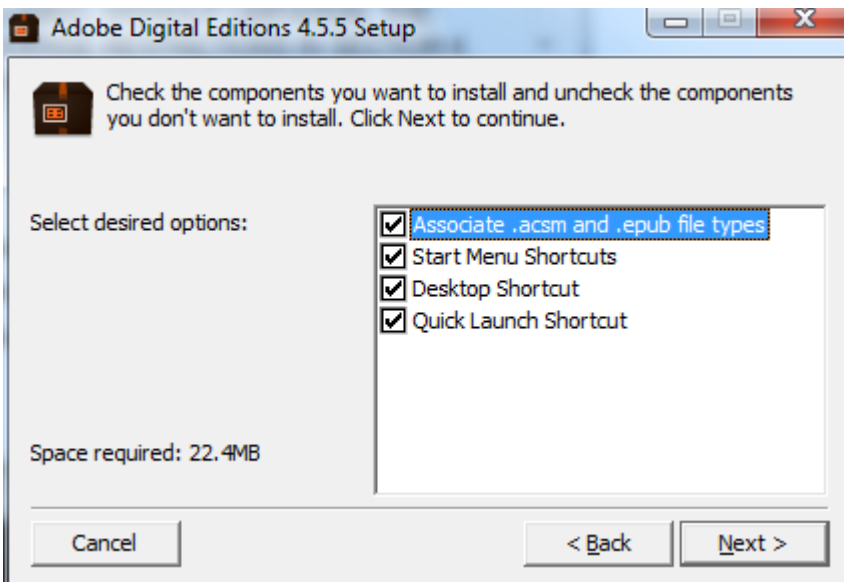 Adobe Digital Editions 4.5.5 Setup
Check the components you want to install and uncheck the components
you don't want to install. Click Next to continue.
Select desired options:
Associate .acsm and .epub file types
Start Menu Shortcuts
Desktop Shortcut
Quick Launch Shortcut
Space required: 22.4MB
Cancel
< Back
Next >